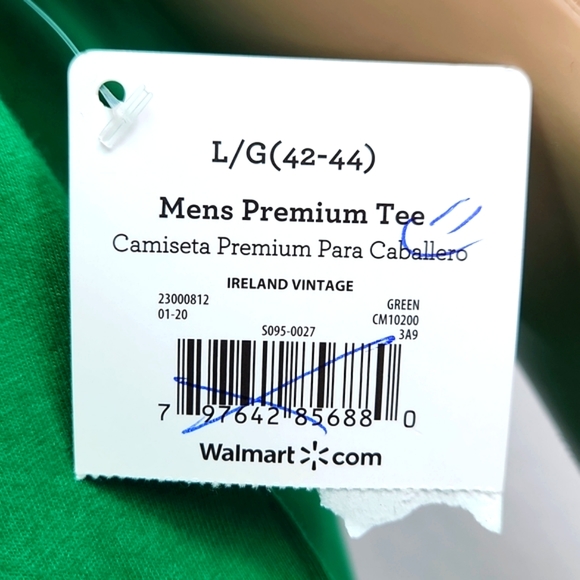 L/G(42-44)
Mens Premium Tee
Camiseta Premium Para Caballero
IRELAND VINTAGE
23000812 GREEN
01-20 CM10200
S095-0027 3A9
7 97642 85688 0
Walmart com